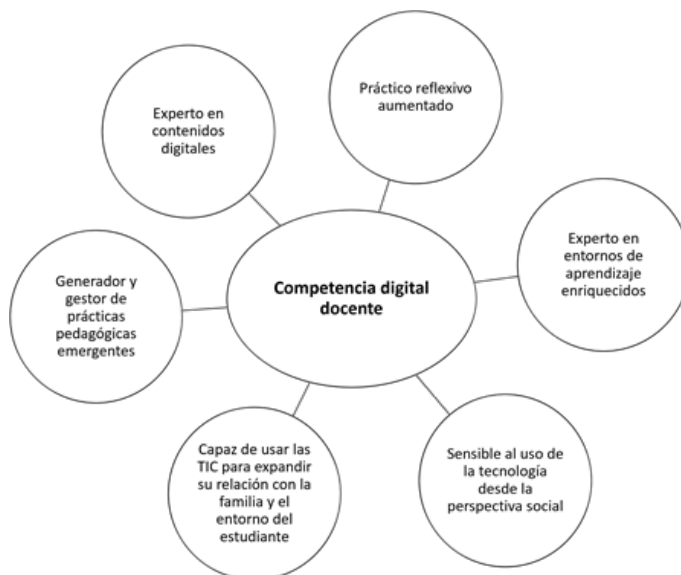 Práctico reflexivo
aumentado
Experto en
contenidos
digitales
Experto en
entornos de
aprendizaje
enriquecidos
Competencia digital
docente
Generador y
gestor de
prácticas
pedagógicas
emergentes
Capaz de usar las
TIC para expandir
su relación con la
familia y el
entorno del
estudiante
Sensible al uso de
la tecnología
desde la
perspectiva social